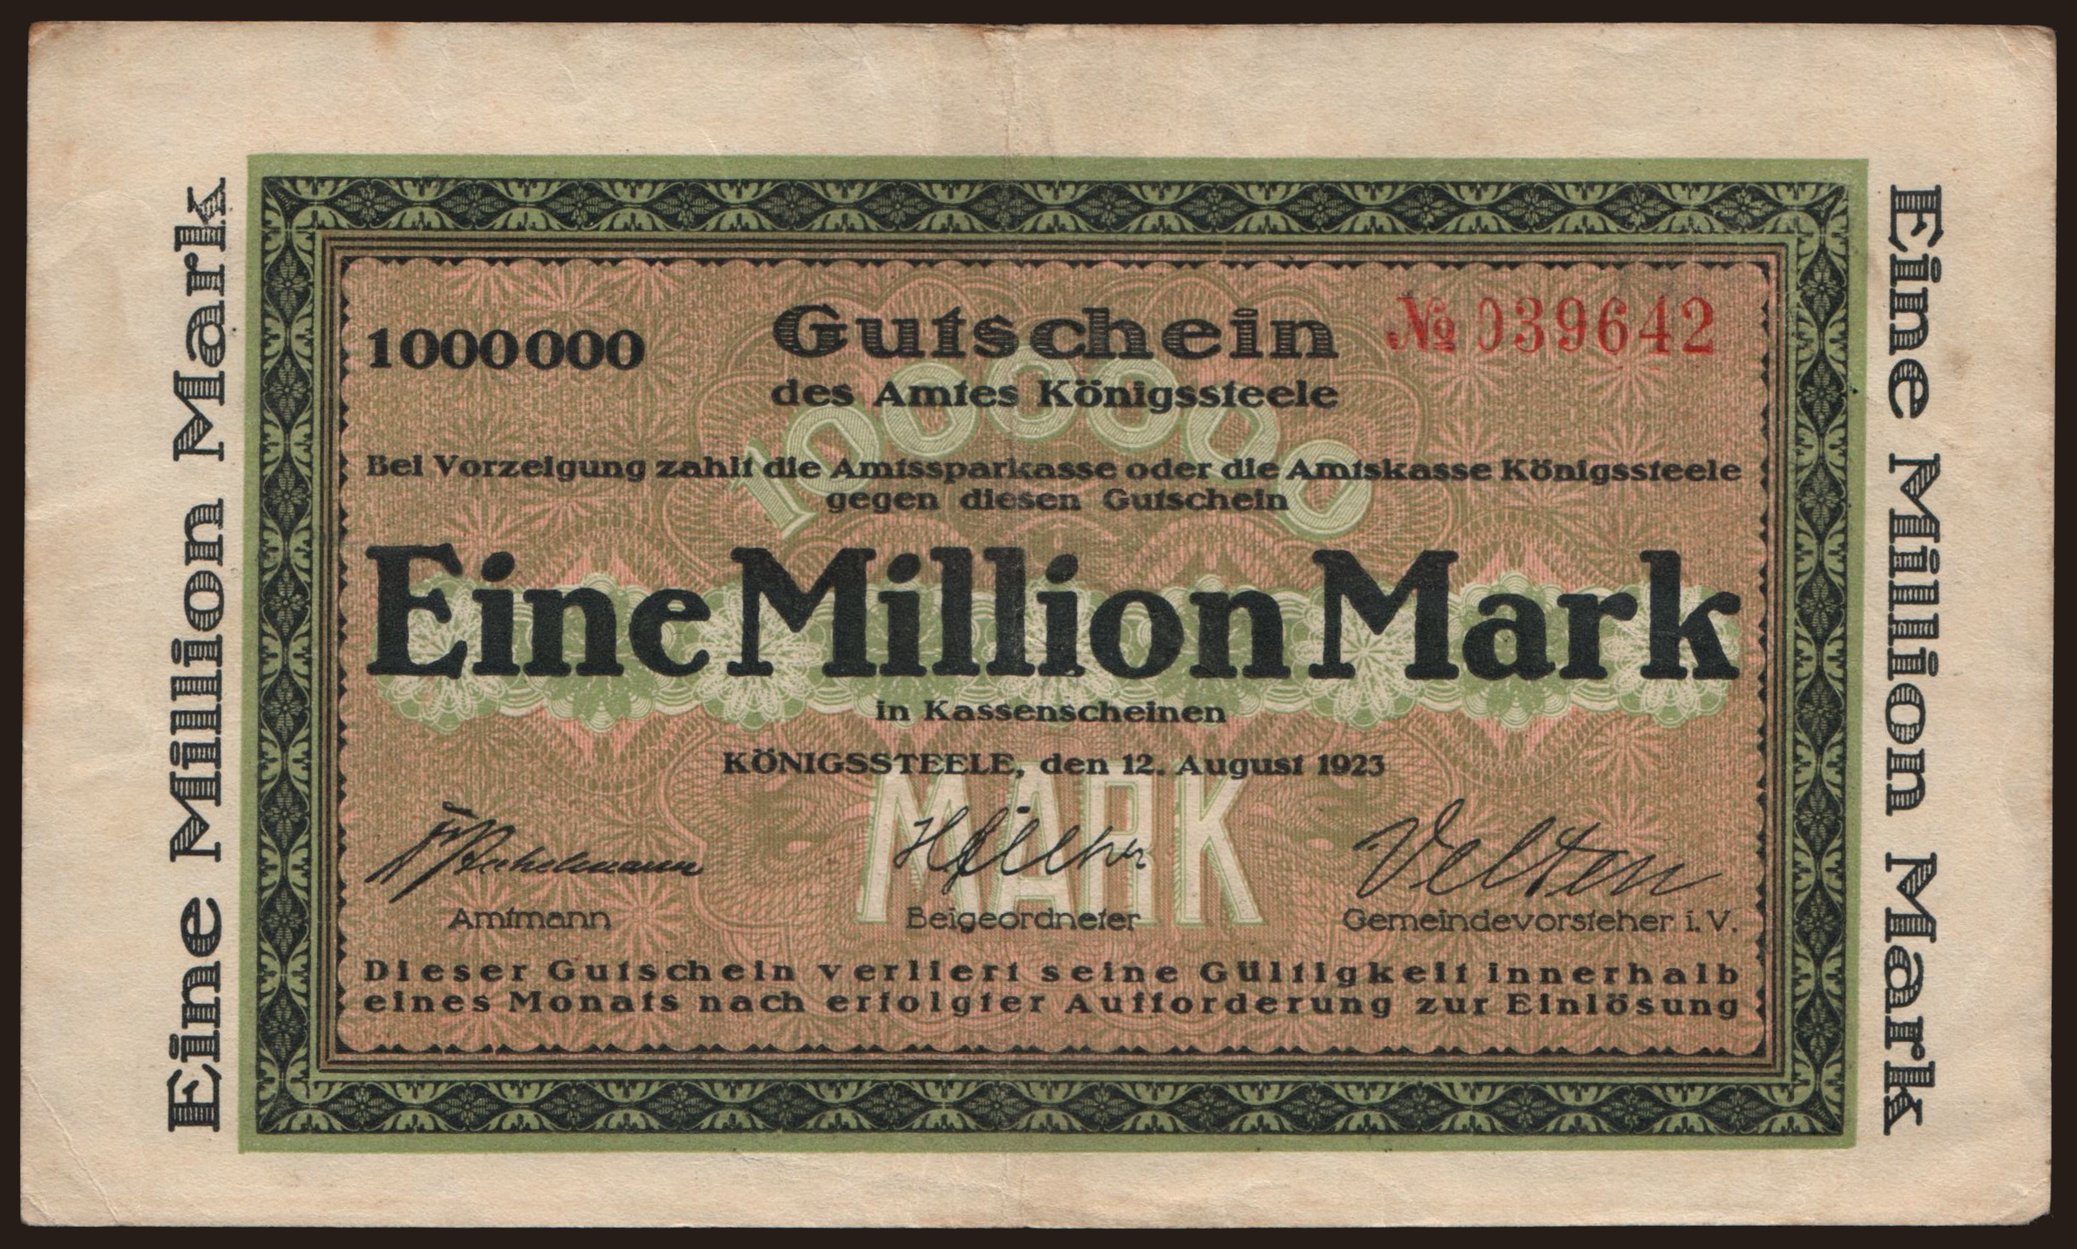 Eine Million Mark
1000000
Gutschein
№ 039642
des Amtes Königssteele
1000000
Bei Vorzeigung zahlt die Amtssparkasse oder die Amtskasse Königssteele
gegen diesen Gutschein
Eine Million Mark
in Kassenscheinen
KÖNIGSSTEELE, den 12. August 1923
MARK
Velten
Amtmann Beigeordneter Gemeindevorsteher i. V.
Dieser Gutschein verliert seine Gültigkeit innerhalb
eines Monats nach erfolgter Aufforderung zur Einlösung
Eine Million Mark